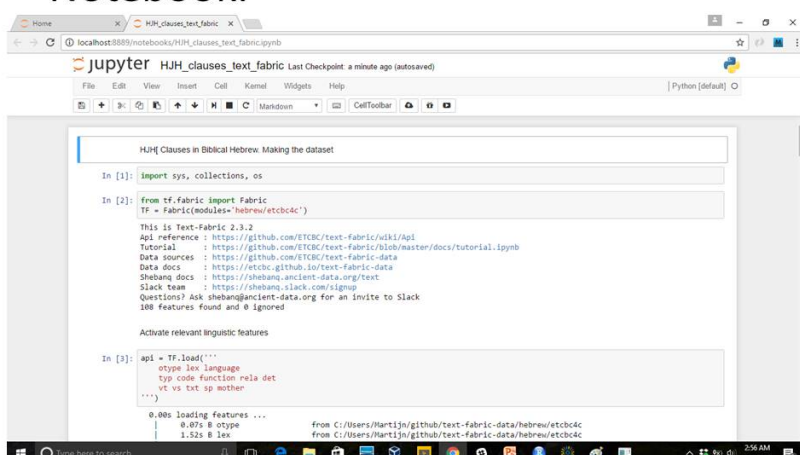 Notebook.
Home
HJH_clauses_text_fabric
localhost:8889/notebooks/HJH_clauses_text_fabric.ipynb
jupyter HJH_clauses_text_fabric Last Checkpoint: a minute ago (autosaved)
File Edit View Insert Cell Kernel Widgets Help
Python [default]
Markdown CellToolbar
HJH[ Clauses in Biblical Hebrew. Making the dataset
In [1]: import sys, collections, os
In [2]: from tf.fabric import Fabric
TF = Fabric(modules='hebrew/etcbc4c')
This is Text-Fabric 2.3.2
Api reference : https://github.com/ETCBC/text-fabric/wiki/Api
Tutorial : https://github.com/ETCBC/text-fabric/blob/master/docs/tutorial.ipynb
Data sources : https://github.com/ETCBC/text-fabric-data
Data docs : https://etcbc.github.io/text-fabric-data
Shebanq docs : https://shebanq.ancient-data.org/text
Slack team : https://shebanq.slack.com/signup
Questions? Ask shebanq@ancient-data.org for an invite to Slack
108 features found and 0 ignored
Activate relevant linguistic features
In [3]: api = TF.load('''
otype lex language
typ code function rela det
vt vs txt sp mother
''')
0.00s loading features ...
| 0.07s B otype from C:/Users/Martijn/github/text-fabric-data/hebrew/etcbc4c
| 1.52s B lex from C:/Users/Martijn/github/text-fabric-data/hebrew/etcbc4c
Type here to search
2:56 AM